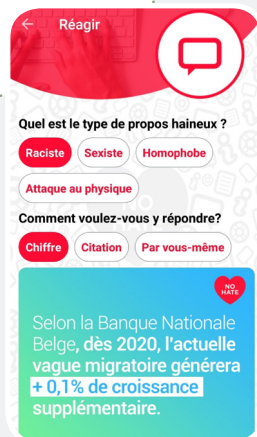 Réagir
Quel est le type de propos haineux ?
Raciste Sexiste Homophobe
Attaque au physique
Comment voulez-vous y répondre?
Chiffre Citation Par vous-même
NO
HATE
Selon la Banque Nationale
Belge, dès 2020, l'actuelle
vague migratoire générera
+ 0,1% de croissance
supplémentaire.